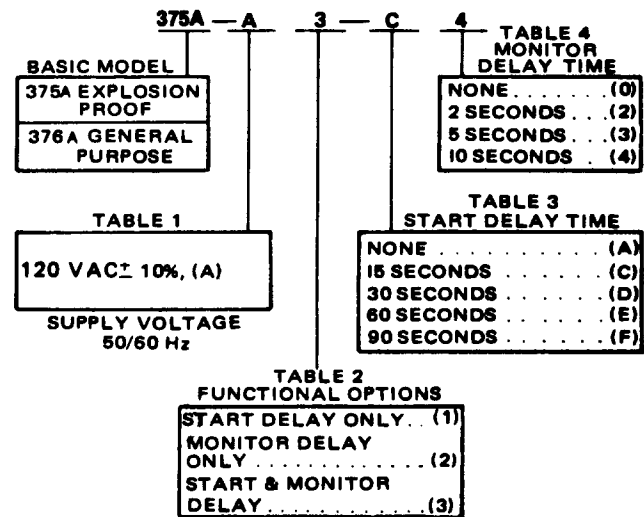 375A — A 3 — C 4
BASIC MODEL
375A EXPLOSION
PROOF
376A GENERAL
PURPOSE
TABLE 4
MONITOR
DELAY TIME
NONE . . . . . . . (0)
2 SECONDS . . . (2)
5 SECONDS . . . (3)
10 SECONDS . (4)
TABLE 1
120 VAC± 10%, (A)
SUPPLY VOLTAGE
50/60 Hz
TABLE 3
START DELAY TIME
NONE . . . . . . . . . . . (A)
15 SECONDS . . . . . . (C)
30 SECONDS . . . . . . (D)
60 SECONDS . . . . . . (E)
90 SECONDS . . . . . . (F)
TABLE 2
FUNCTIONAL OPTIONS
START DELAY ONLY . . (1)
MONITOR DELAY
ONLY . . . . . . . . . . . . . (2)
START & MONITOR
DELAY . . . . . . . . . . . . (3)